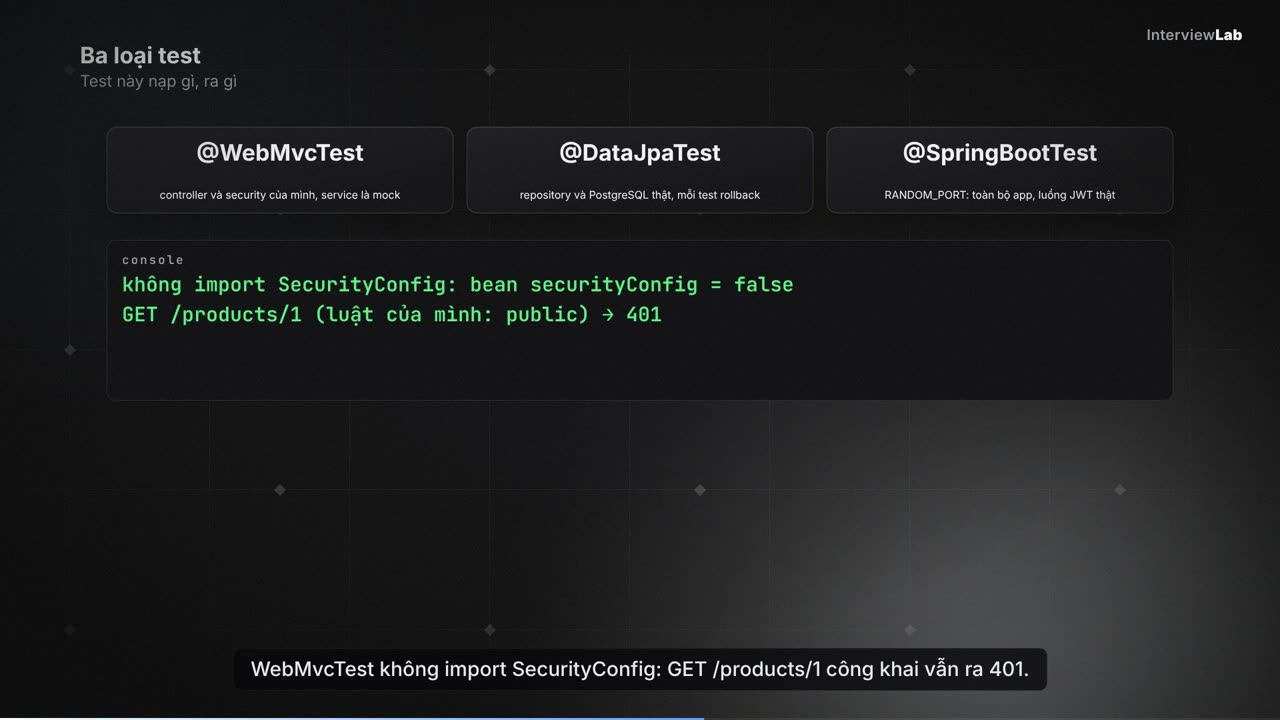 InterviewLab
Ba loại test
Test này nạp gì, ra gì
@WebMvcTest
controller và security của mình, service là mock
@DataJpaTest
repository và PostgreSQL thật, mỗi test rollback
@SpringBootTest
RANDOM_PORT: toàn bộ app, luồng JWT thật
console
không import SecurityConfig: bean securityConfig = false
GET /products/1 (luật của mình: public) → 401
WebMvcTest không import SecurityConfig: GET /products/1 công khai vẫn ra 401.